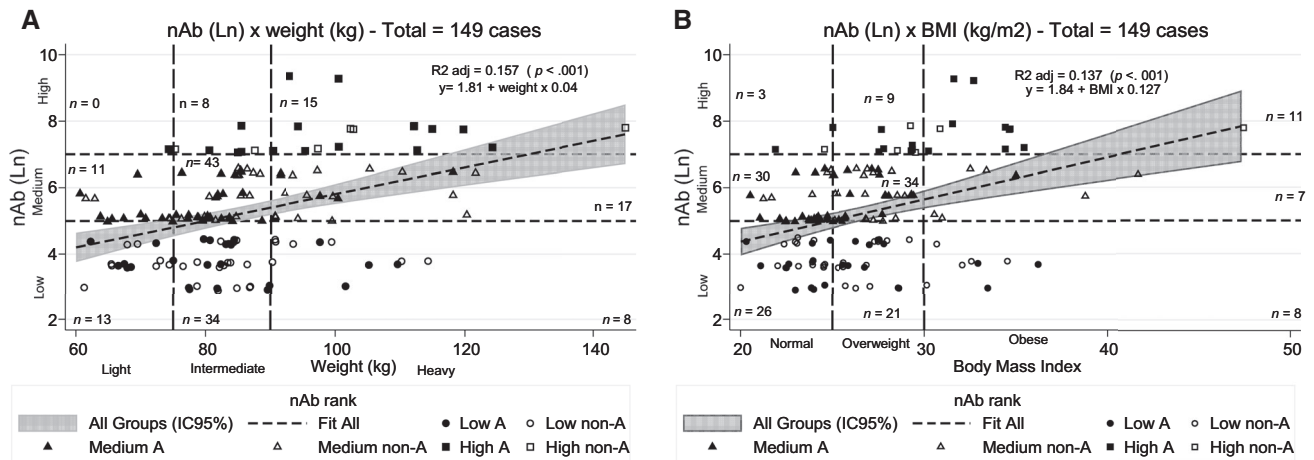 A
nAb (Ln) x weight (kg) - Total = 149 cases
nAb (Ln)
High
Medium
Low
10
8
6
4
2
n = 0
n = 8
n = 15
R2 adj = 0.157 ( p < .001)
y= 1.81 + weight x 0.04
n = 11
n= 43
n = 17
n = 13
n = 34
n = 8
60
80
100
120
140
Light
Intermediate
Weight (kg)
Heavy
nAb rank
All Groups (IC95%)
Fit All
Low A
Low non-A
Medium A
Medium non-A
High A
High non-A
B
nAb (Ln) x BMI (kg/m2) - Total = 149 cases
nAb (Ln)
High
Medium
Low
10
8
6
4
2
n = 3
n = 9
R2 adj = 0.137 (p< .001)
y = 1.84 + BMI x 0.127
n = 11
n = 30
n = 34
n = 7
n = 26
n = 21
n = 8
20
30
40
50
Normal
Overweight
Obese
Body Mass Index
nAb rank
All Groups (IC95%)
Fit All
Low A
Low non-A
Medium A
Medium non-A
High A
High non-A